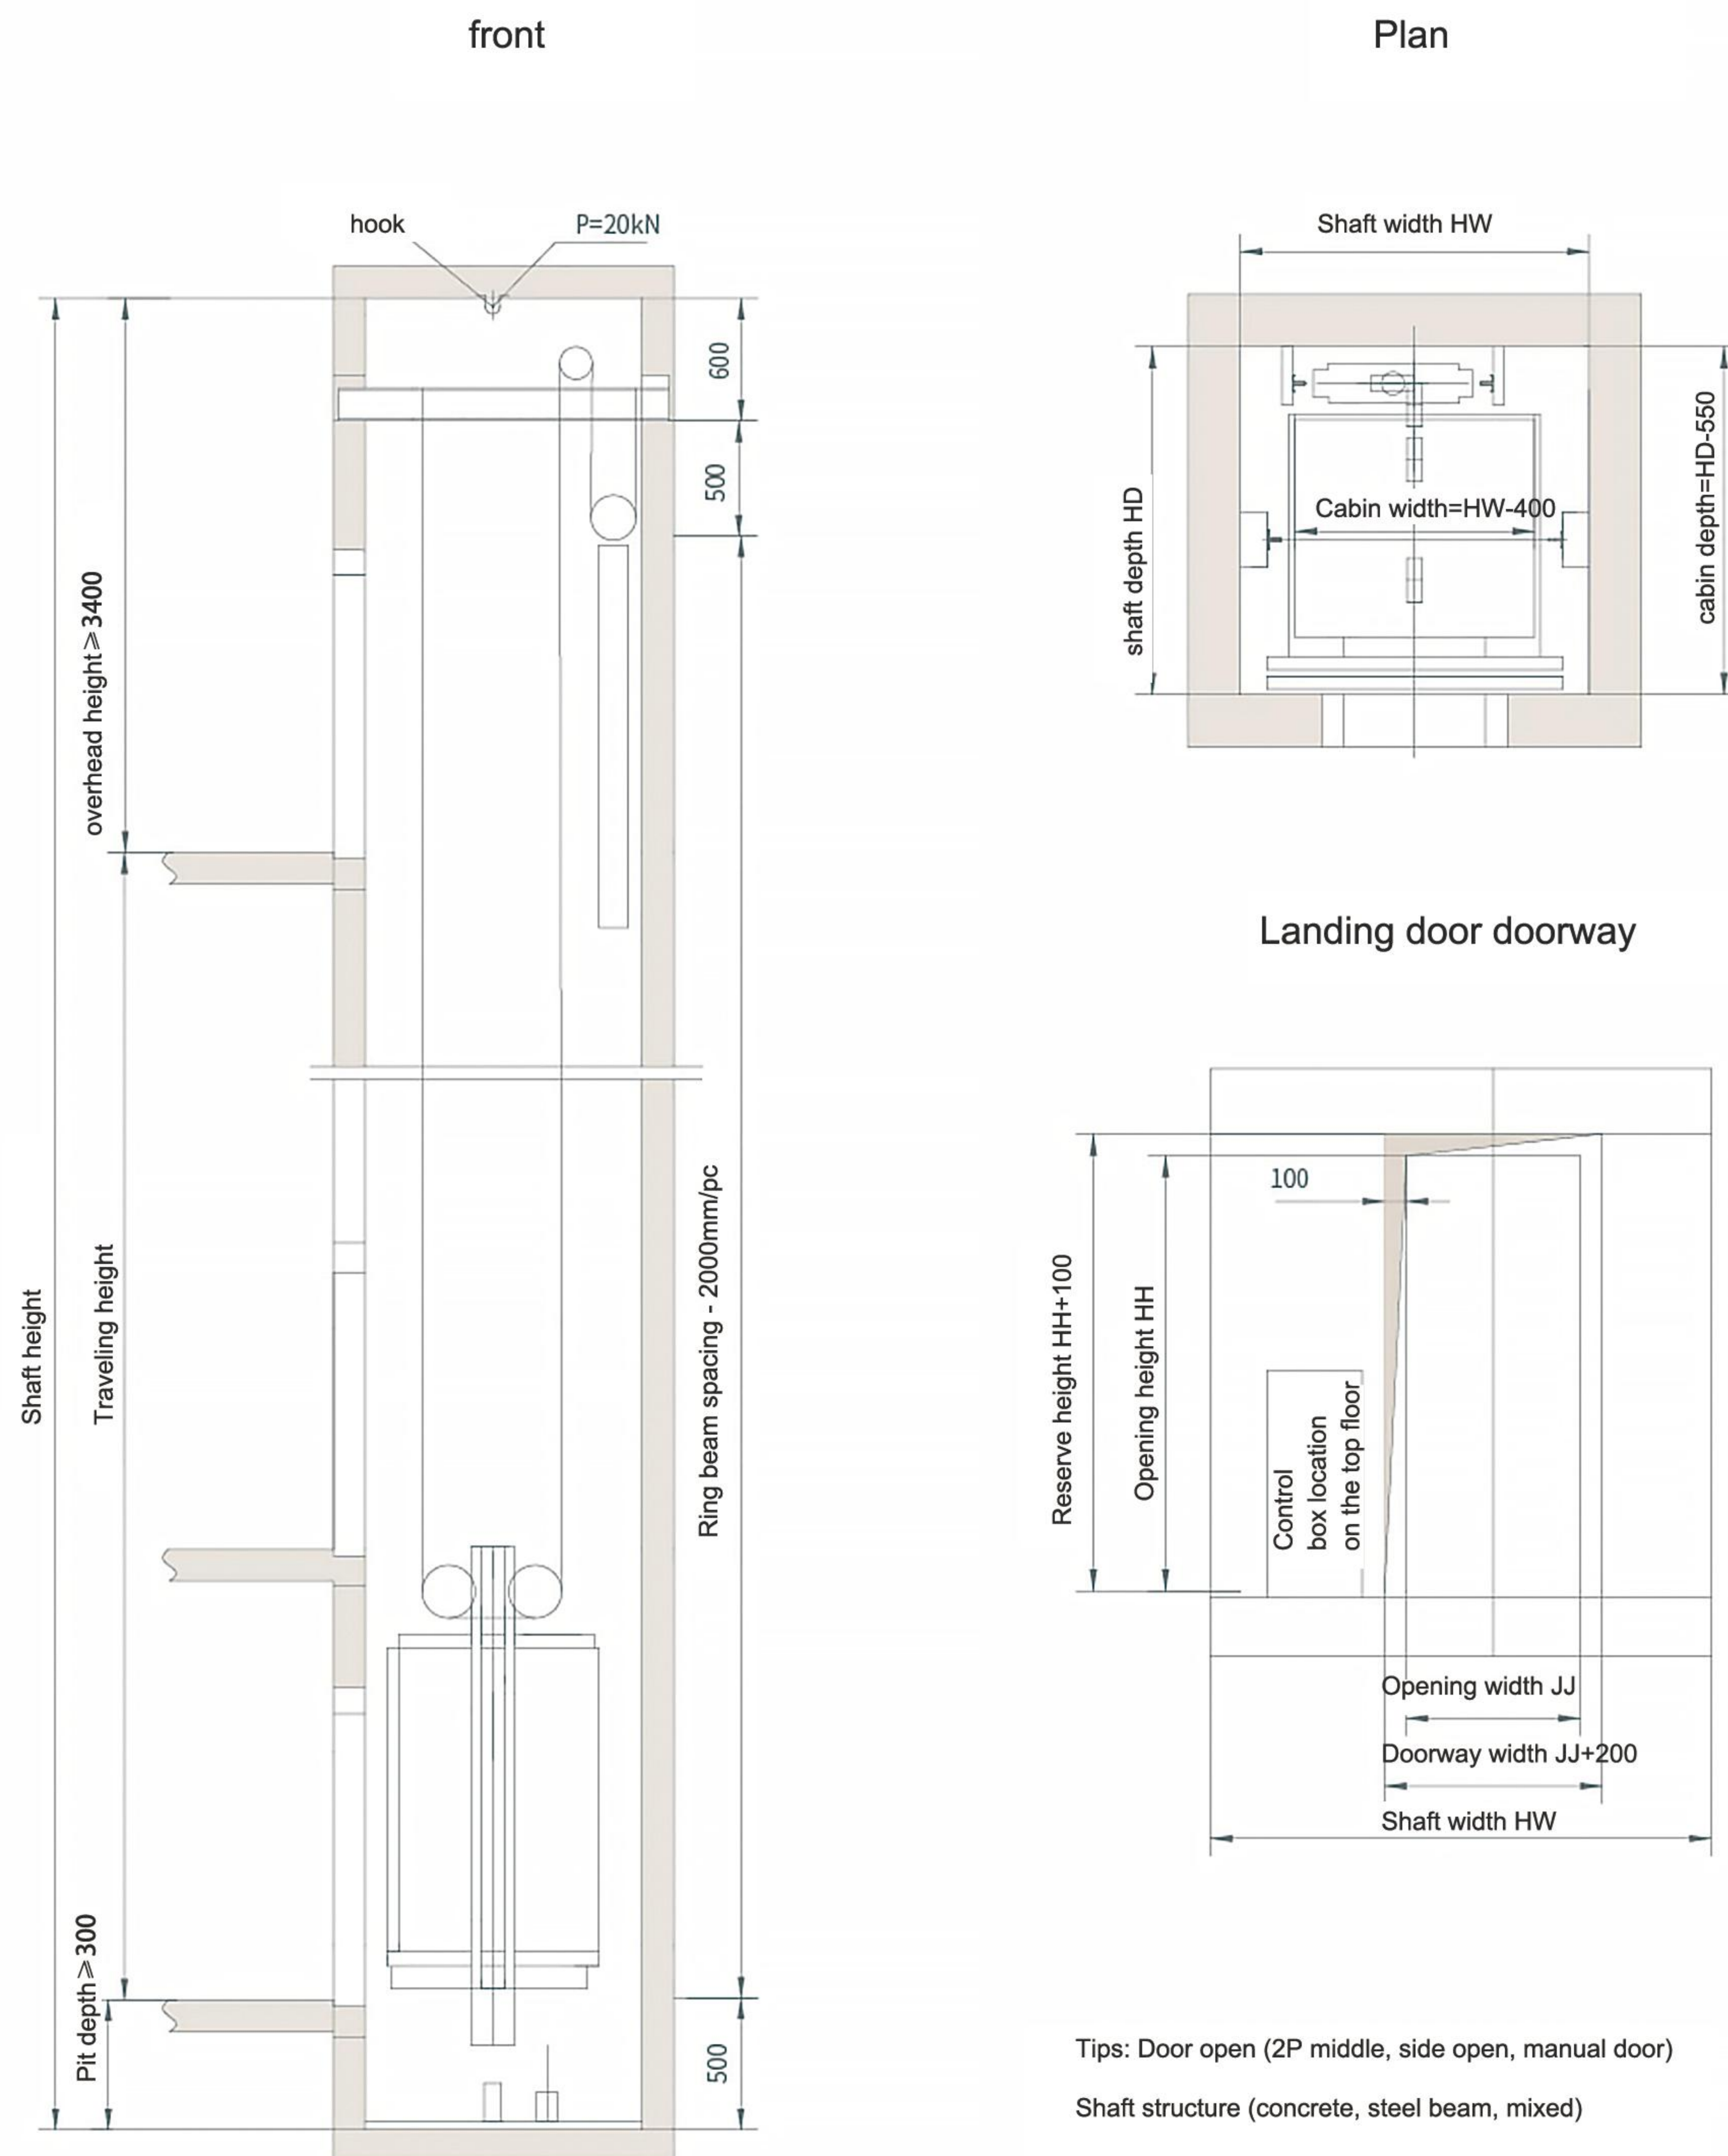 front
Plan
hook
P=20kN
600
500
overhead height⩾3400
Shaft height
Traveling height
Ring beam spacing - 2000mm/pc
Pit depth⩾300
500
Shaft width HW
shaft depth HD
Cabin width=HW-400
cabin depth=HD-550
Landing door doorway
100
Reserve height HH+100
Opening height HH
Control
box location
on the top floor
Opening width JJ
Doorway width JJ+200
Shaft width HW
Tips: Door open (2P middle, side open, manual door)
Shaft structure (concrete, steel beam, mixed)